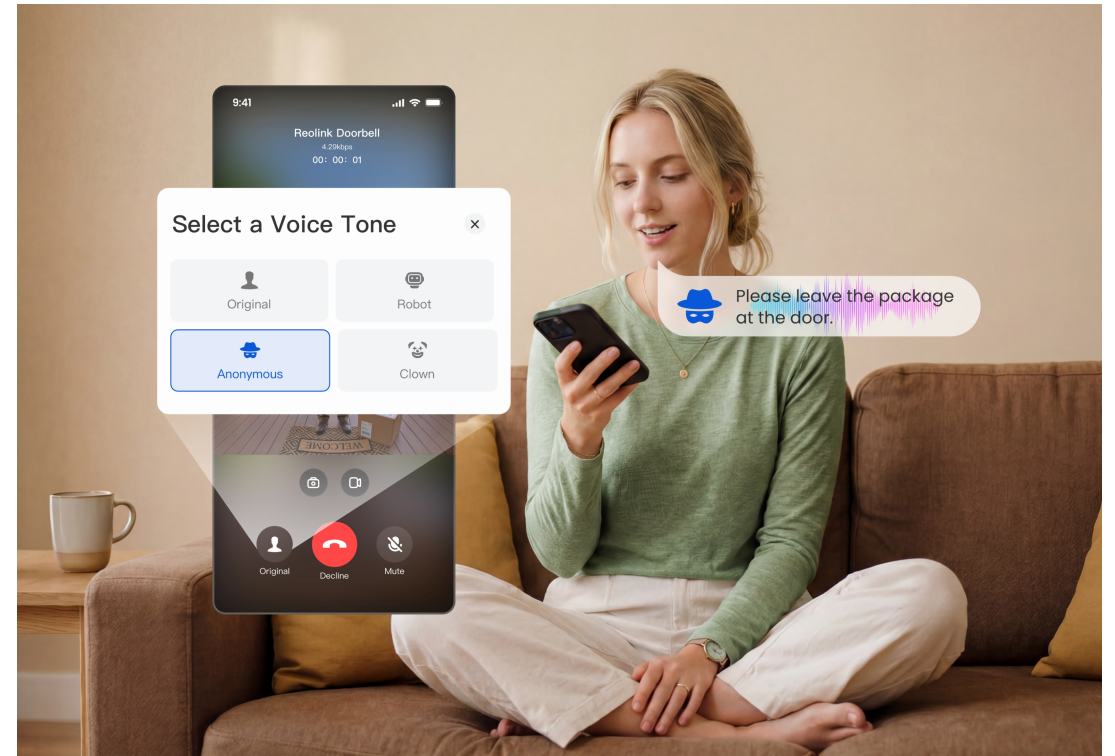 9:41
Reolink Doorbell
4.29kbps
00: 00: 01
Select a Voice Tone
Original
Robot
Anonymous
Clown
WELCOME
Original
Decline
Mute
Please leave the package
at the door.